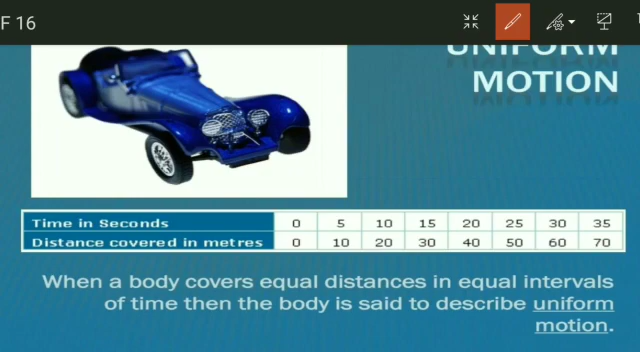 F 16
UNIFORM
MOTION
Time in Seconds 0 5 10 15 20 25 30 35
Distance covered in metres 0 10 20 30 40 50 60 70
When a body covers equal distances in equal intervals
of time then the body is said to describe uniform
motion.